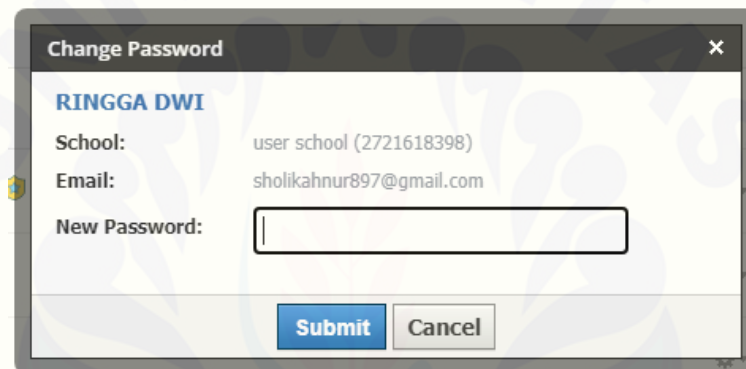 Change Password ×
RINGGA DWI
School: user school (2721618398)
Email: sholikahnur897@gmail.com
New Password:
Submit Cancel